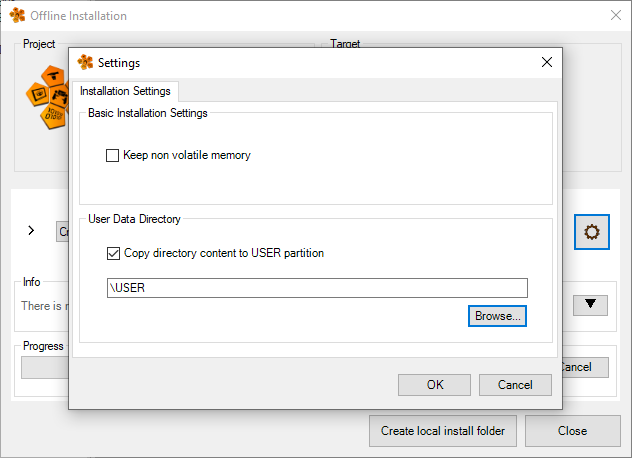 Offline Installation
Project
Target
Settings
Installation Settings
Basic Installation Settings
Keep non volatile memory
User Data Directory
Copy directory content to USER partition
\USER
Browse...
Info
There is
Progress
OK
Cancel
Cancel
Create local install folder
Close